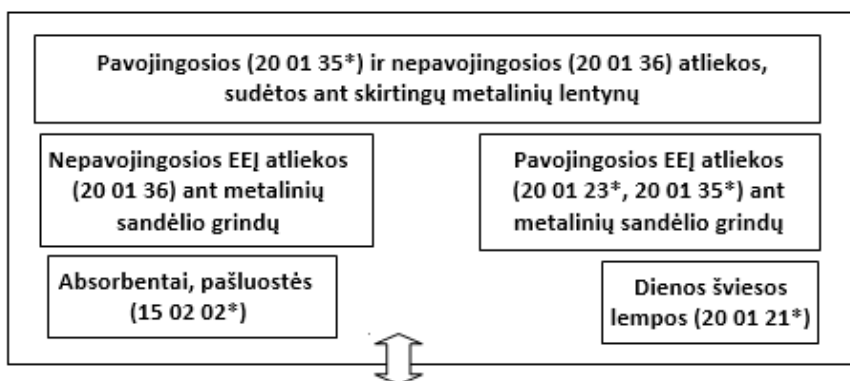 Pavojingosios (20 01 35*) ir nepavojingosios (20 01 36) atliekos,
sudėtos ant skirtingų metalinių lentynų
Nepavojingosios EEĮ atliekos
(20 01 36) ant metalinių
sandėlio grindų
Pavojingosios EEĮ atliekos
(20 01 23*, 20 01 35*) ant
metalinių sandėlio grindų
Absorbentai, pašluostės
(15 02 02*)
Dienos šviesos
lempos (20 01 21*)